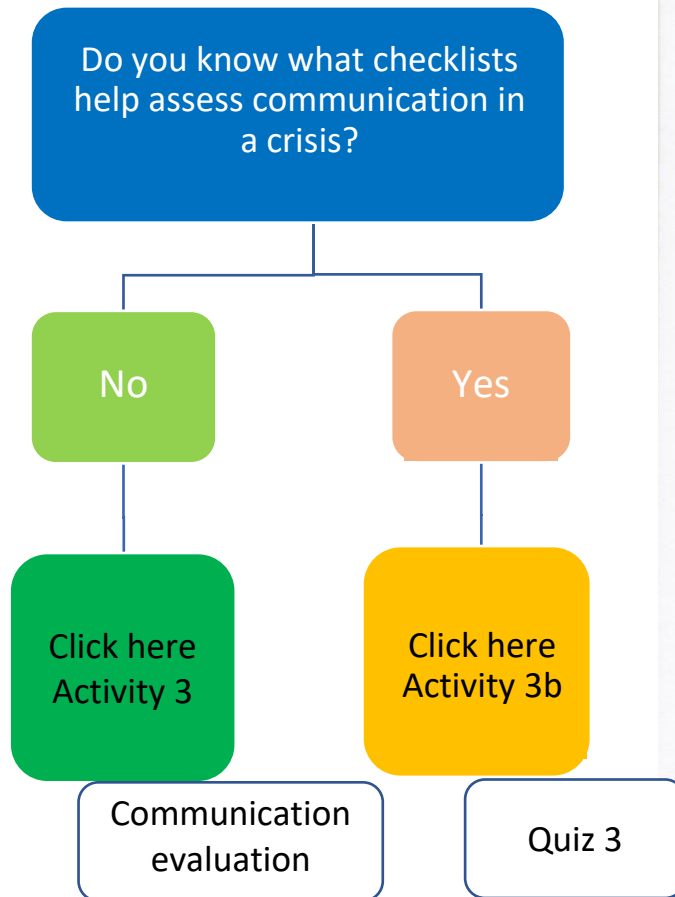 Do you know what checklists
help assess communication in
a crisis?
No
Yes
Click here
Activity 3
Click here
Activity 3b
Communication
evaluation
Quiz 3